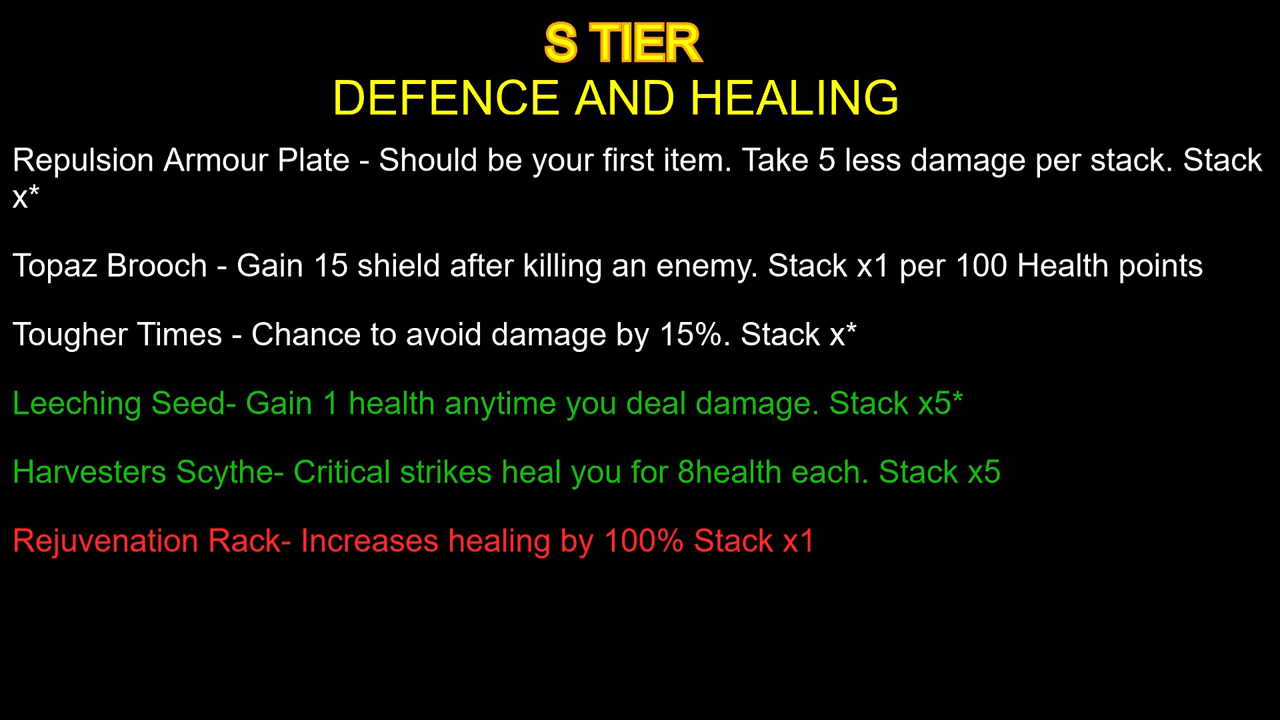 S TIER
DEFENCE AND HEALING
Repulsion Armour Plate - Should be your first item. Take 5 less damage per stack. Stack
x*
Topaz Brooch - Gain 15 shield after killing an enemy. Stack x1 per 100 Health points
Tougher Times - Chance to avoid damage by 15%. Stack x*
Leeching Seed- Gain 1 health anytime you deal damage. Stack x5*
Harvesters Scythe- Critical strikes heal you for 8health each. Stack x5
Rejuvenation Rack- Increases healing by 100% Stack x1